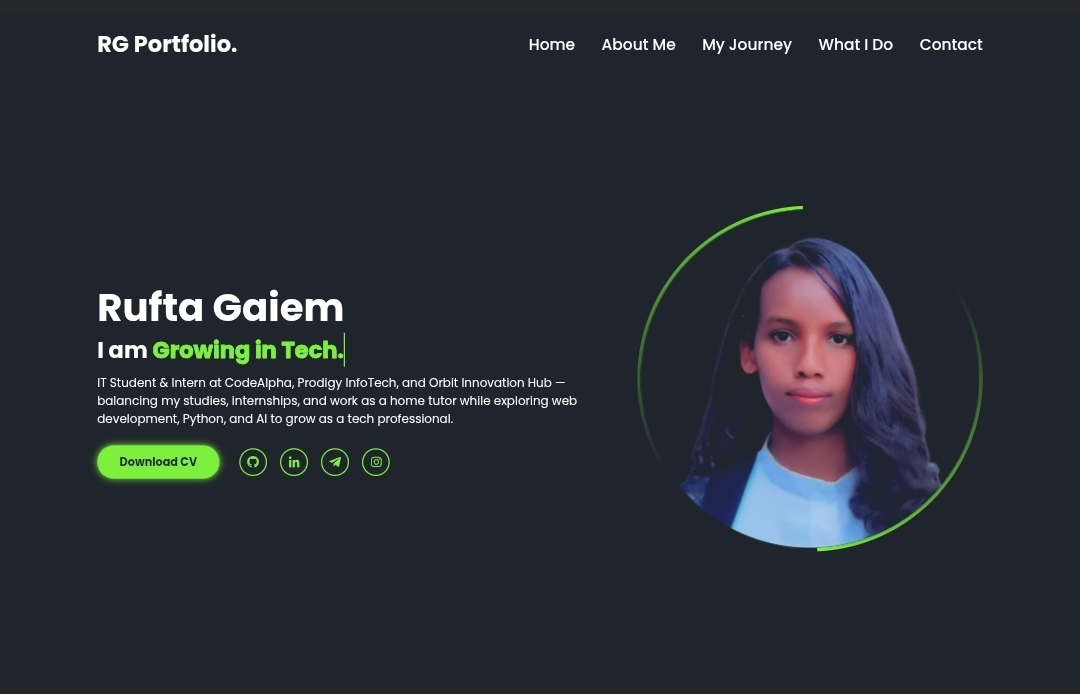 RG Portfolio.
Home About Me My Journey What I Do Contact
Rufta Gaiem
I am Growing in Tech.
IT Student & Intern at CodeAlpha, Prodigy InfoTech, and Orbit Innovation Hub —
balancing my studies, internships, and work as a home tutor while exploring web
development, Python, and AI to grow as a tech professional.
Download CV
in